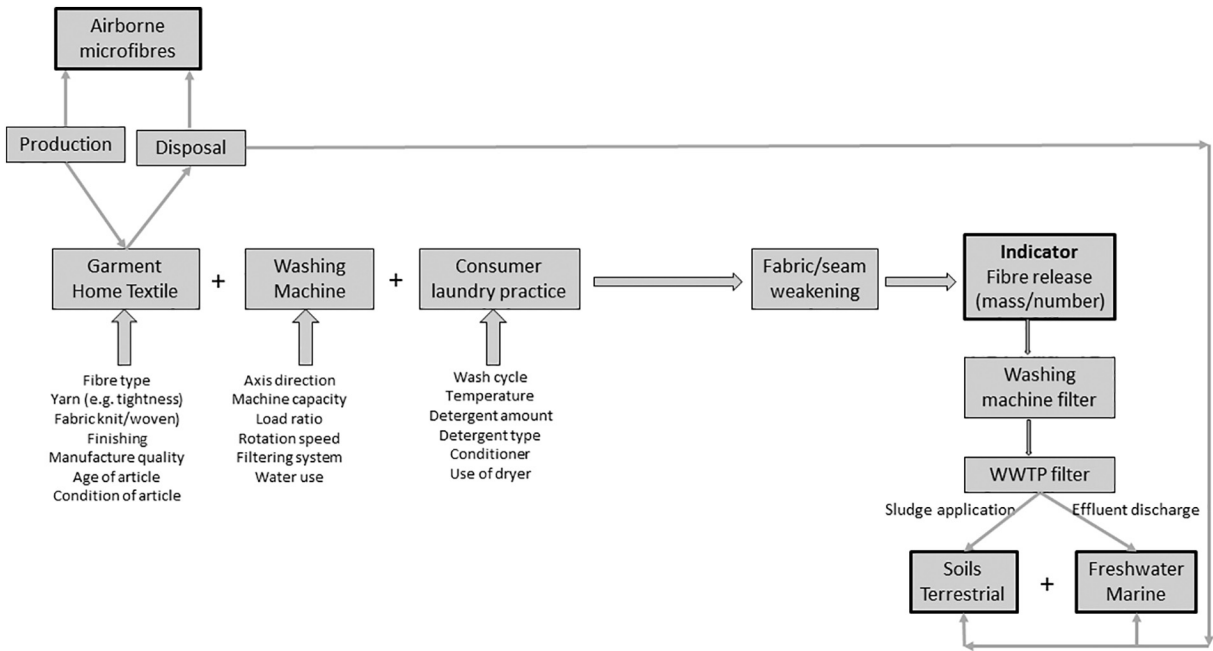 Airborne
microfibres
Production
Disposal
Garment
Home Textile
+
Washing
Machine
+
Consumer
laundry practice
Fabric/seam
weakening
Indicator
Fibre release
(mass/number)
Fibre type
Yarn (e.g. tightness)
Fabric knit/woven)
Finishing
Manufacture quality
Age of article
Condition of article
Axis direction
Machine capacity
Load ratio
Rotation speed
Filtering system
Water use
Wash cycle
Temperature
Detergent amount
Detergent type
Conditioner
Use of dryer
Washing
machine filter
WWTP filter
Sludge application
Effluent discharge
Soils
Terrestrial
+
Freshwater
Marine